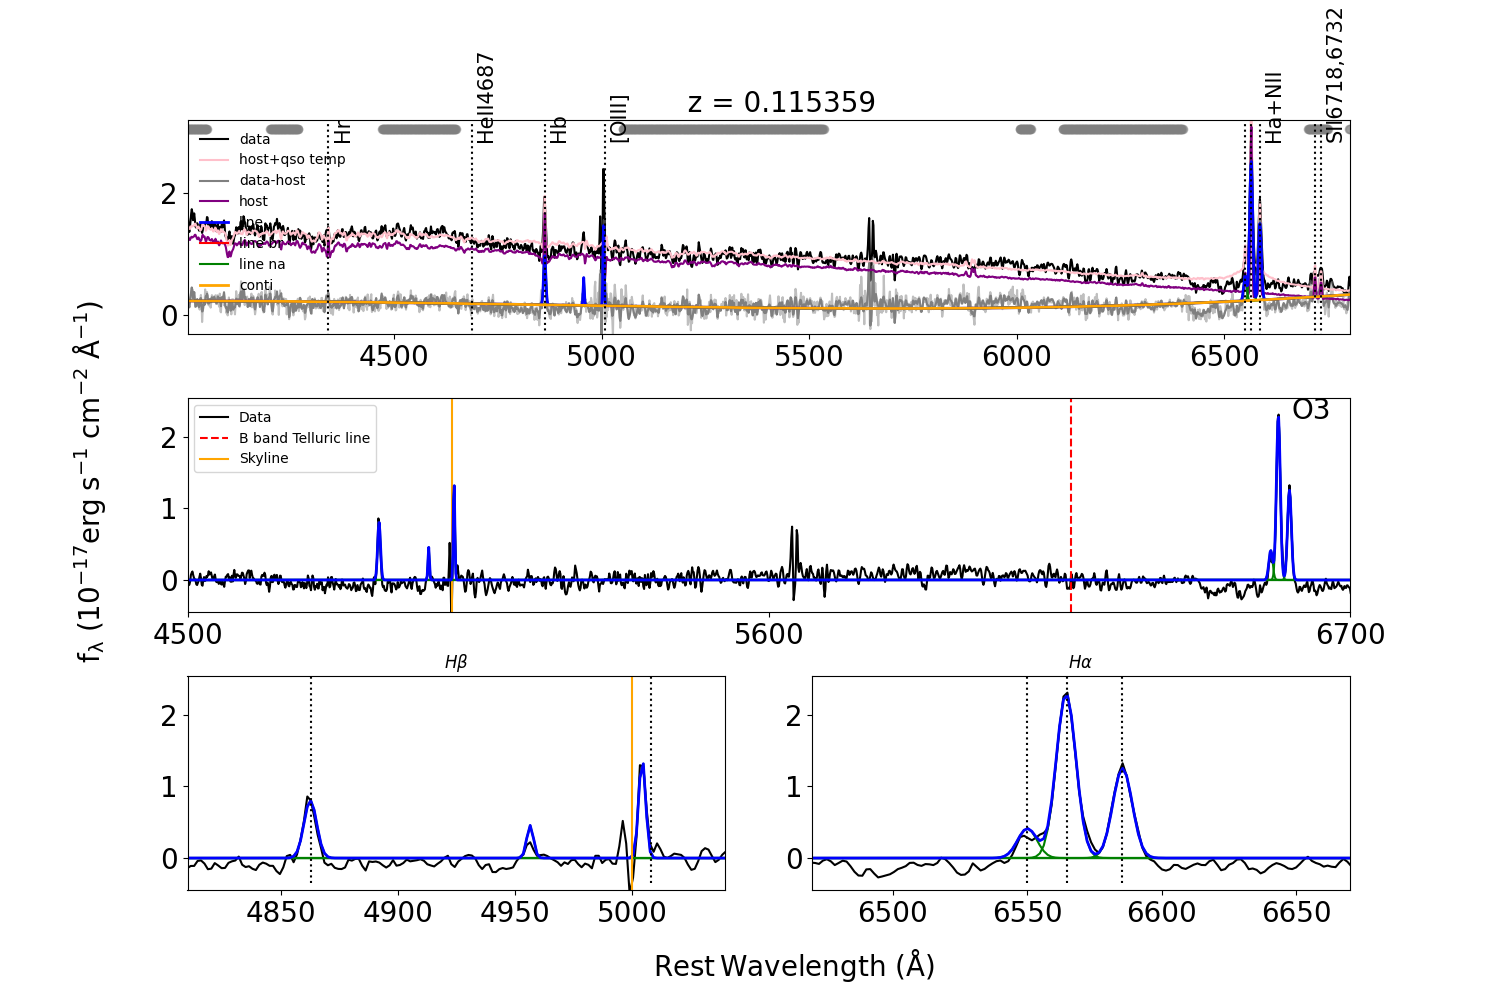 z = 0.115359
Hr
HeII4687
Hb
[OIII]
Ha+NII
SII6718,6732
data
host+qso temp
data-host
host
line
line br
line na
conti
2
0
4500
5000
5500
6000
6500
f_λ (10^{-17} erg s^{-1} cm^{-2} Å^{-1})
O3
Data
B band Telluric line
Skyline
2
1
0
4500
5600
6700
Hβ
2
1
0
4850
4900
4950
5000
Hα
2
1
0
6500
6550
6600
6650
Rest Wavelength (Å)